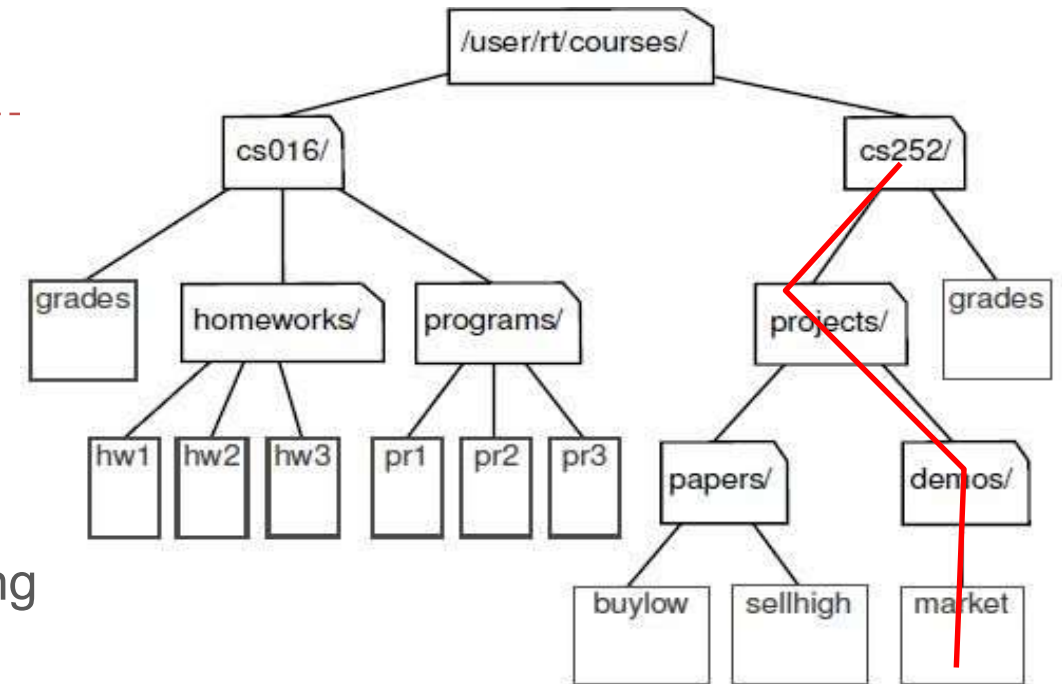 /user/rt/courses/
cs016/ cs252/
grades homeworks/ programs/ projects/ grades
hw1 hw2 hw3 pr1 pr2 pr3 papers/ demos/
ng
buylow sellhigh market